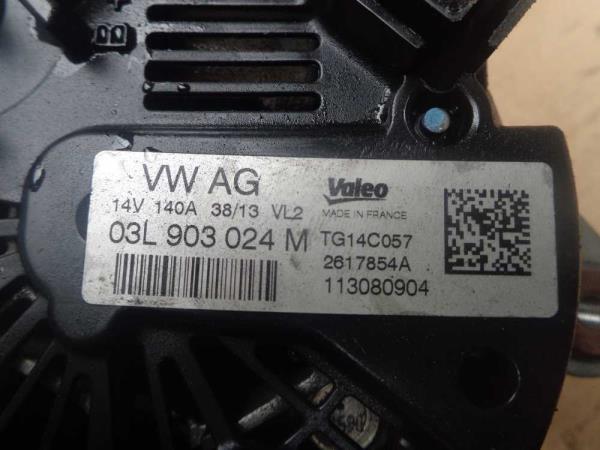 B
VW AG
14V 140A 38/13 VL2
03L 903 024 M
Valeo
MADE IN FRANCE
TG14C057
2617854A
113080904